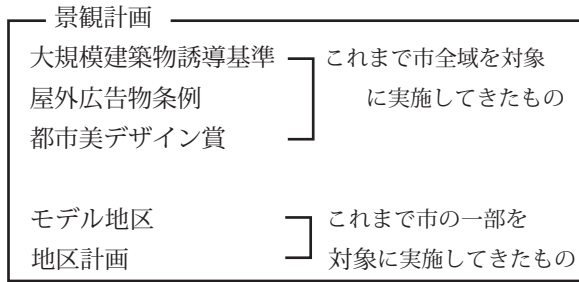 景観計画
大規模建築物誘導基準
屋外広告物条例
都市美デザイン賞
これまで市全域を対象
に実施してきたもの
モデル地区
地区計画
これまで市の一部を
対象に実施してきたもの